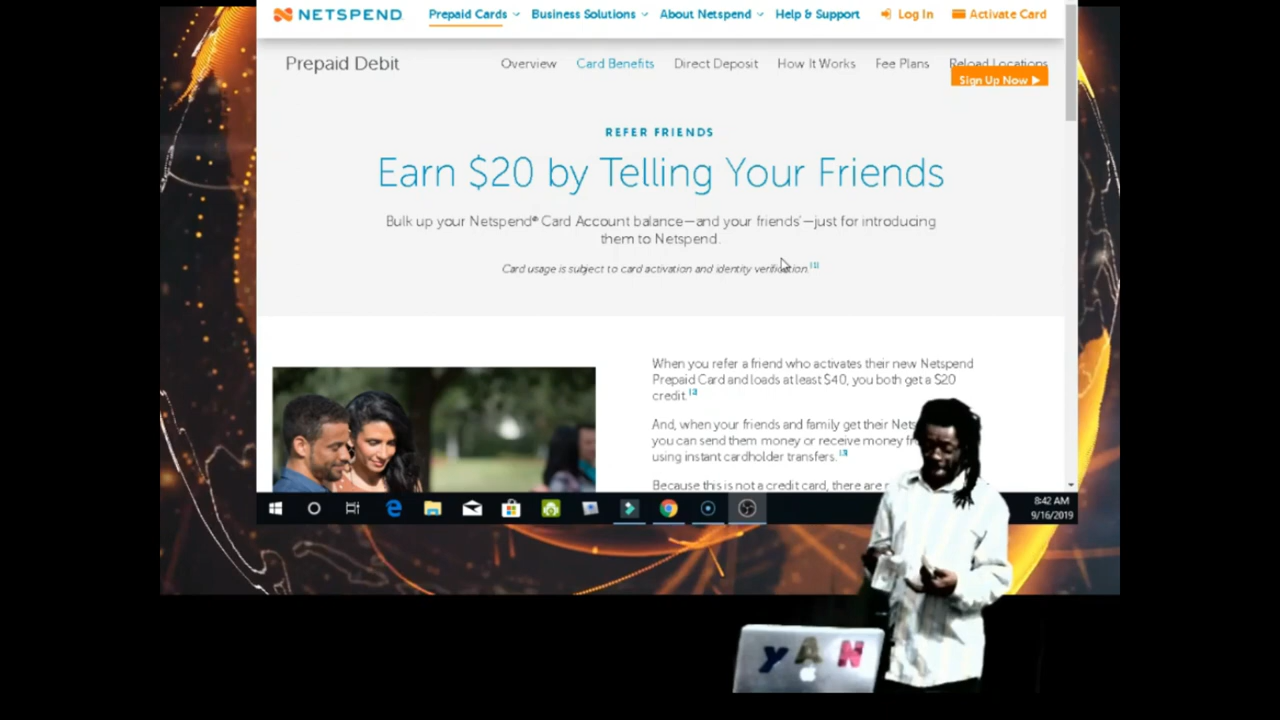 NETSPEND
Prepaid Cards
Business Solutions
About Netspend
Help & Support
Log In
Activate Card
Prepaid Debit
Overview
Card Benefits
Direct Deposit
How It Works
Fee Plans
Reload Locations
Sign Up Now
REFER FRIENDS
Earn $20 by Telling Your Friends
Bulk up your Netspend® Card Account balance—and your friends'—just for introducing
them to Netspend.
Card usage is subject to card activation and identity verification.[1]
When you refer a friend who activates their new Netspend
Prepaid Card and loads at least $40, you both get a $20
credit.[2]
And, when your friends and family get their Nets
you can send them money or receive money fr
using instant cardholder transfers.[3]
Because this is not a credit card, there are
8:42 AM
9/16/2019
YAN